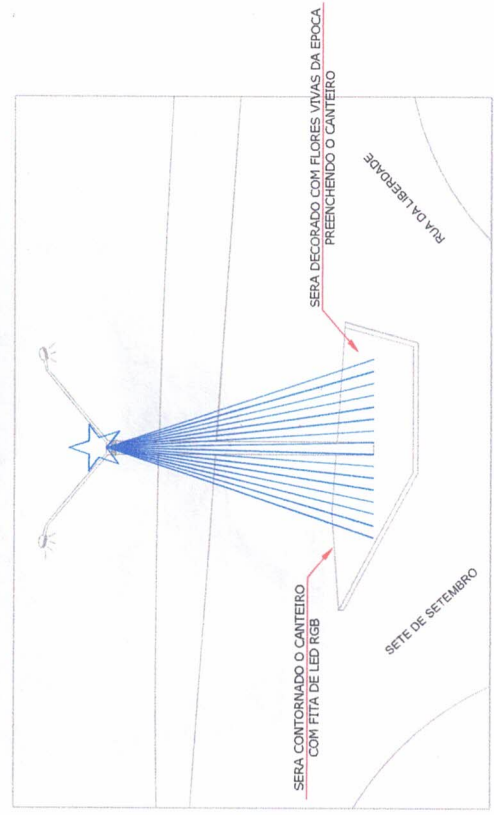 SERA CONTORNADO O CANTEIRO
COM FITA DE LED RGB
SERA DECORADO COM FLORES VIVAS DA EPOCA
PREENCHENDO O CANTEIRO
SETE DE SETEMBRO
RUA DA LIBERDADE